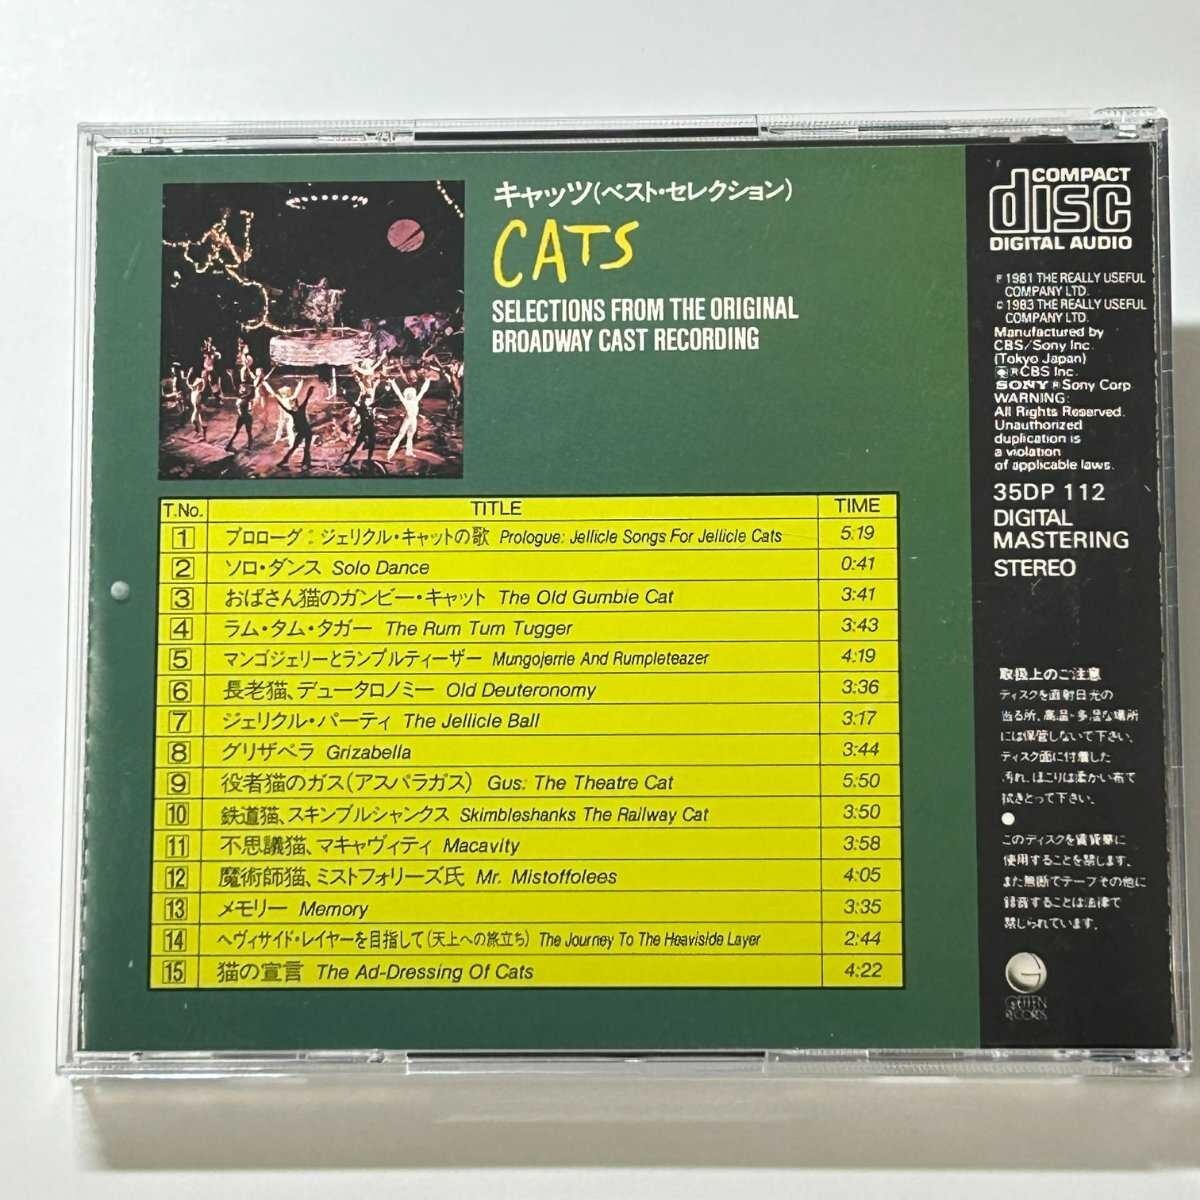 キャッツ(ベスト・セレクション)
CATS
SELECTIONS FROM THE ORIGINAL
BROADWAY CAST RECORDING
T.No. TITLE TIME
1 プロローグ:ジェリクル・キャットの歌 Prologue: Jellicle Songs For Jellicle Cats 5:19
2 ソロ・ダンス Solo Dance 0:41
3 おばさん猫のガンビー・キャット The Old Gumbie Cat 3:41
4 ラム・タム・タガー The Rum Tum Tugger 3:43
5 マンゴジェリーとランプルティーザー Mungojerrie And Rumpleteazer 4:19
6 長老猫、デュータロノミー Old Deuteronomy 3:36
7 ジェリクル・パーティ The Jellicle Ball 3:17
8 グリザベラ Grizabella 3:44
9 役者猫のガス(アスパラガス) Gus: The Theatre Cat 5:50
10 鉄道猫、スキンブルシャンクス Skimbleshanks The Railway Cat 3:50
11 不思議猫、マキャヴィティ Macavity 3:58
12 魔術師猫、ミストフォリーズ氏 Mr. Mistoffolees 4:05
13 メモリー Memory 3:35
14 ヘヴィサイド・レイヤーを目指して(天上への旅立ち) The Journey To The Heaviside Layer 2:44
15 猫の宣言 The Ad-Dressing Of Cats 4:22
COMPACT
disc
DIGITAL AUDIO
℗ 1981 THE REALLY USEFUL
COMPANY LTD.
© 1983 THE REALLY USEFUL
COMPANY LTD.
Manufactured by
CBS/Sony Inc.
(Tokyo Japan)
®CBS Inc.
SONY ® Sony Corp.
WARNING:
All Rights Reserved.
Unauthorized
duplication is
a violation
of applicable laws.
35DP 112
DIGITAL
MASTERING
STEREO
取扱上のご注意
ディスクを直射日光の
当る所、高温・多湿な場所
には保管しないで下さい。
ディスク面に付着した
汚れ、ほこりは柔かい布で
拭きとって下さい。
●
このディスクを賃貸業に
使用することを禁じます。
また無断でテープその他に
録音することは法律で
禁じられています。
GEFFEN
RECORDS